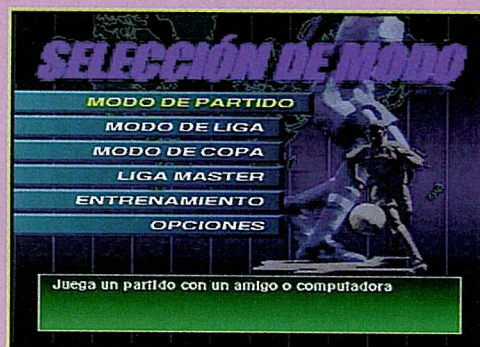 SELECCIÓN DE MODO
MODO DE PARTIDO
MODO DE LIGA
MODO DE COPA
LIGA MASTER
ENTRENAMIENTO
OPCIONES
Juega un partido con un amigo o computadora